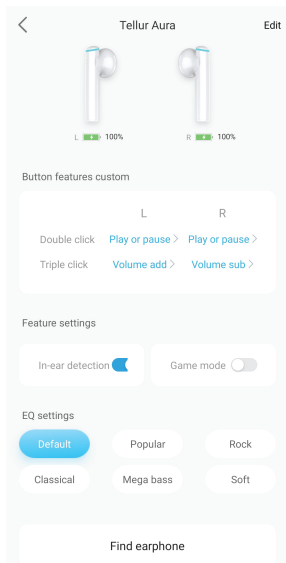 Tellur Aura Edit
L 100% R 100%
Button features custom
L R
Double click Play or pause Play or pause
Triple click Volume add Volume sub
Feature settings
In-ear detection Game mode
EQ settings
Default Popular Rock
Classical Mega bass Soft
Find earphone